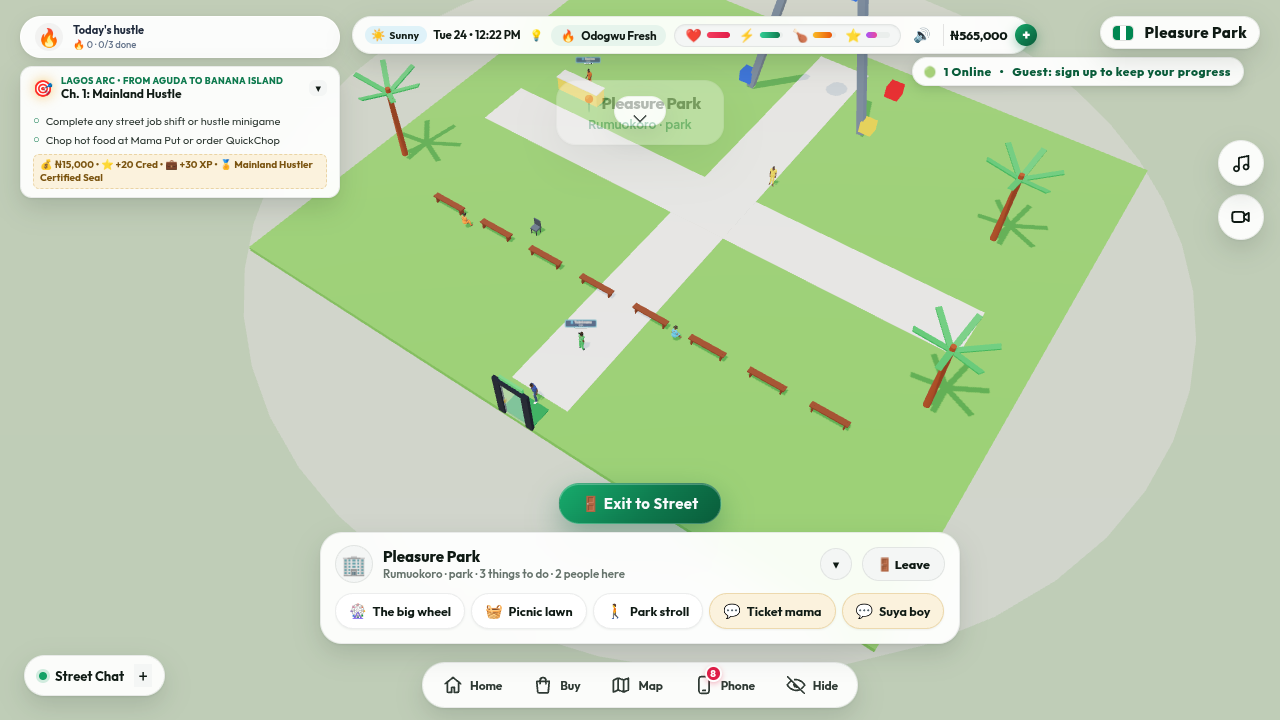 Today's hustle
🔥 0 · 0/3 done
LAGOS ARC • FROM AGUDA TO BANANA ISLAND
Ch. 1: Mainland Hustle
Complete any street job shift or hustle minigame
Chop hot food at Mama Put or order QuickChop
💰 ₦15,000 • ⭐ +20 Cred • 💼 +30 XP • 🏅 Mainland Hustler
Certified Seal
Sunny
Tue 24 • 12:22 PM
Odogwu Fresh
₦565,000
+
Pleasure Park
1 Online • Guest: sign up to keep your progress
Pleasure Park
Rumuokoro · park
Exit to Street
Pleasure Park
Rumuokoro · park · 3 things to do · 2 people here
Leave
The big wheel
Picnic lawn
Park stroll
Ticket mama
Suya boy
Street Chat +
Home
Buy
Map
8
Phone
Hide